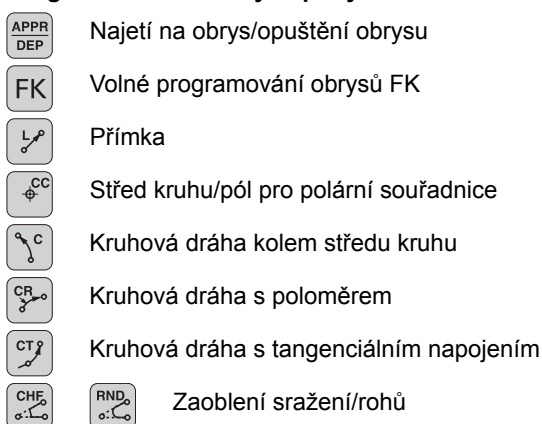 APPR
DEP Najetí na obrys/opuštění obrysu
FK Volné programování obrysů FK
L Přímka
CC Střed kruhu/pól pro polární souřadnice
C Kruhová dráha kolem středu kruhu
CR Kruhová dráha s poloměrem
CT Kruhová dráha s tangenciálním napojením
CHF RND Zaoblení sražení/rohů